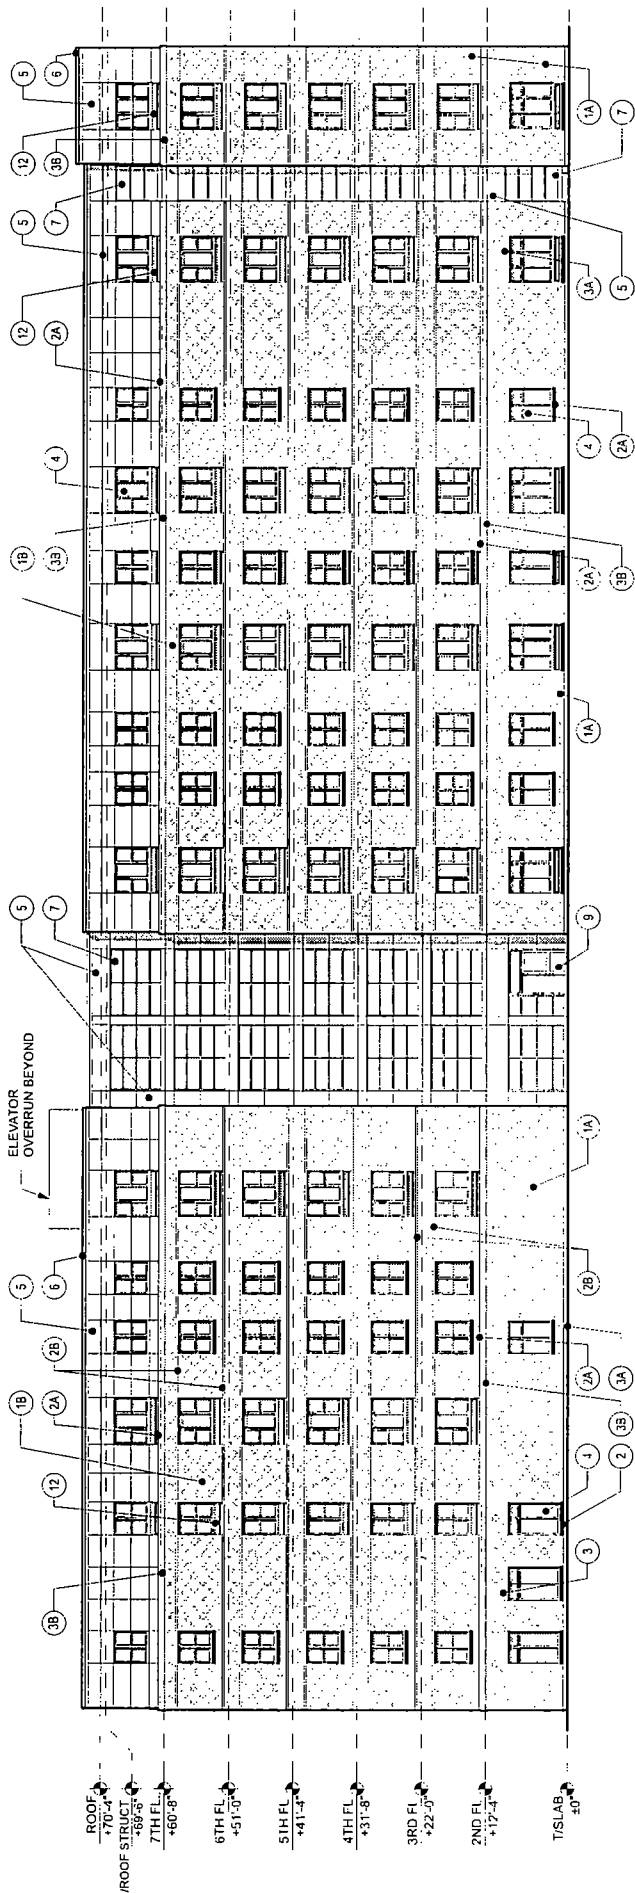 3B
12
1B
2A
2B
5
6
ELEVATOR
OVERRUN BEYOND
5
7
1B
3B
4
12
2A
5
7
12
3B
5
6
ROOF
+70'-4"
/ROOF STRUCT.
+69'-6"
7TH FL.
+60'-8"
6TH FL
+51'-0"
5TH FL
+41'-4"
4TH FL
+31'-8"
3RD FL
+22'-0"
2ND FL
+12'-4"
T/SLAB
±0"
3
4
2
3B
2A
3A
2B
1A
9
1A
2A
3B
4
2A
3A
5
1A
7